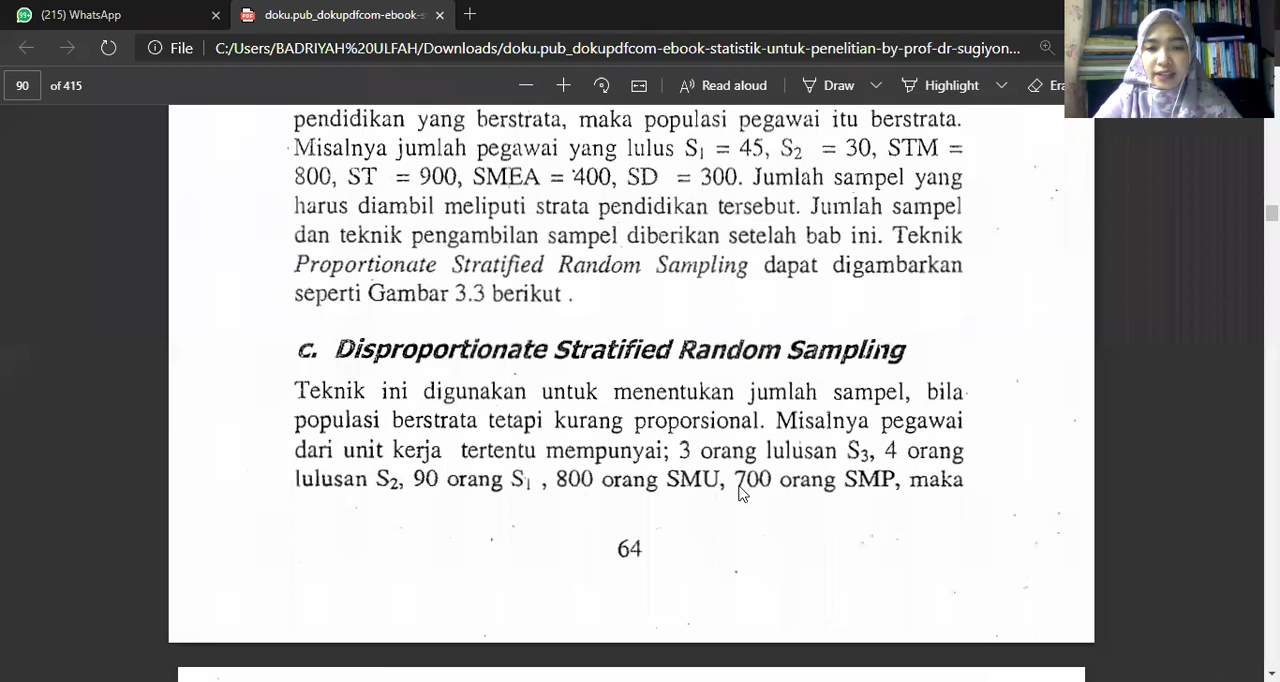 99+
(215) WhatsApp
doku.pub_dokupdfcom-ebook-s
File
C:/Users/BADRIYAH%20ULFAH/Downloads/doku.pub_dokupdfcom-ebook-statistik-untuk-penelitian-by-prof-dr-sugiyon...
90 of 415
Read aloud
Draw
Highlight
Era
pendidikan yang berstrata, maka populasi pegawai itu berstrata.
Misalnya jumlah pegawai yang lulus S1 = 45, S2 = 30, STM =
800, ST = 900, SMEA = 400, SD = 300. Jumlah sampel yang
harus diambil meliputi strata pendidikan tersebut. Jumlah sampel
dan teknik pengambilan sampel diberikan setelah bab ini. Teknik
Proportionate Stratified Random Sampling dapat digambarkan
seperti Gambar 3.3 berikut .
c. Disproportionate Stratified Random Sampling
Teknik ini digunakan untuk menentukan jumlah sampel, bila
populasi berstrata tetapi kurang proporsional. Misalnya pegawai
dari unit kerja tertentu mempunyai; 3 orang lulusan S3, 4 orang
lulusan S2, 90 orang S1 , 800 orang SMU, 700 orang SMP, maka
64